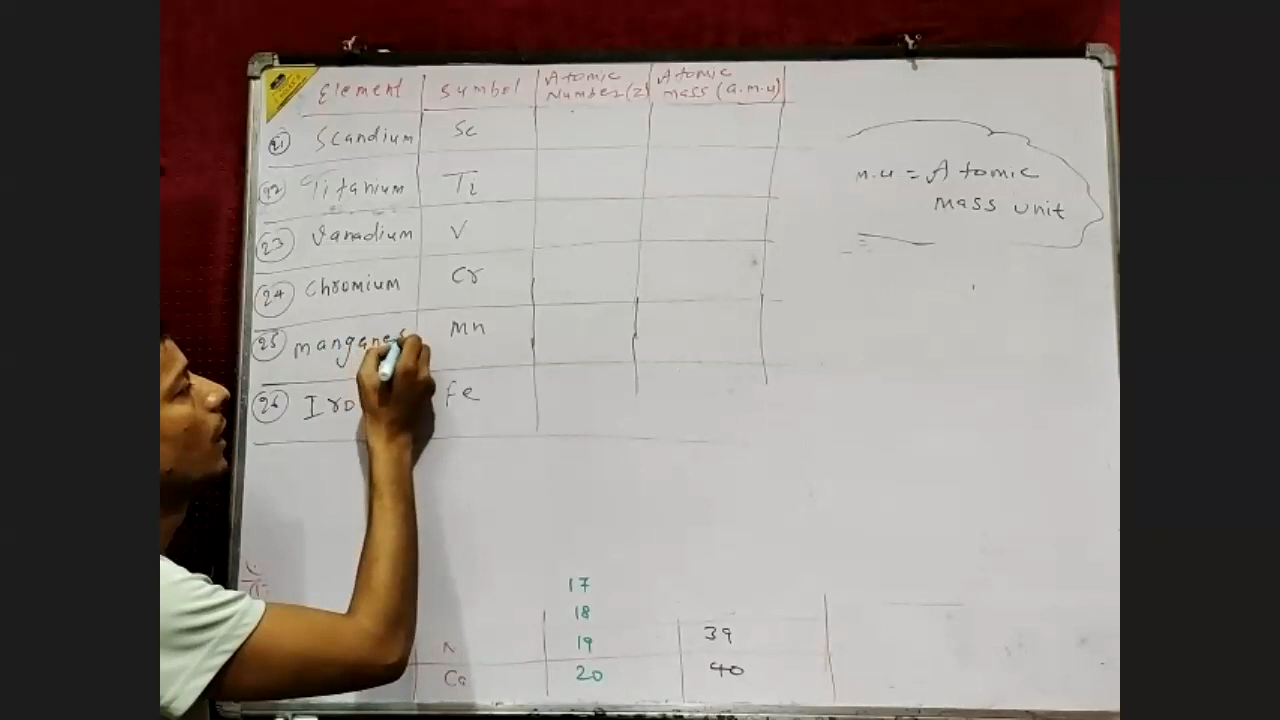 Element Symbol Atomic Number(Z) Atomic mass (a.m.u)
21 Scandium Sc
22 Titanium Ti
23 Vanadium V
24 Chromium Cr
25 manganes Mn
26 Iro Fe
m.u = Atomic
mass unit
17
18
19 39
Ca 20 40